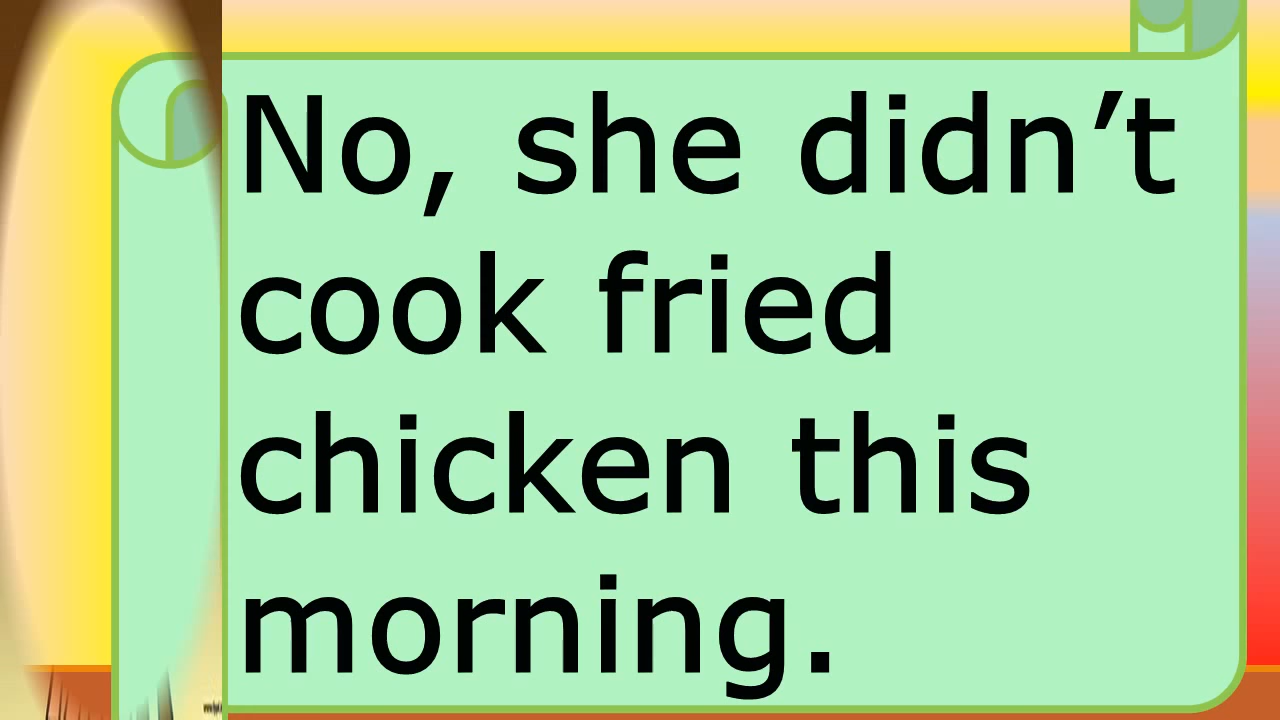 No, she didn’t
cook fried
chicken this
morning.